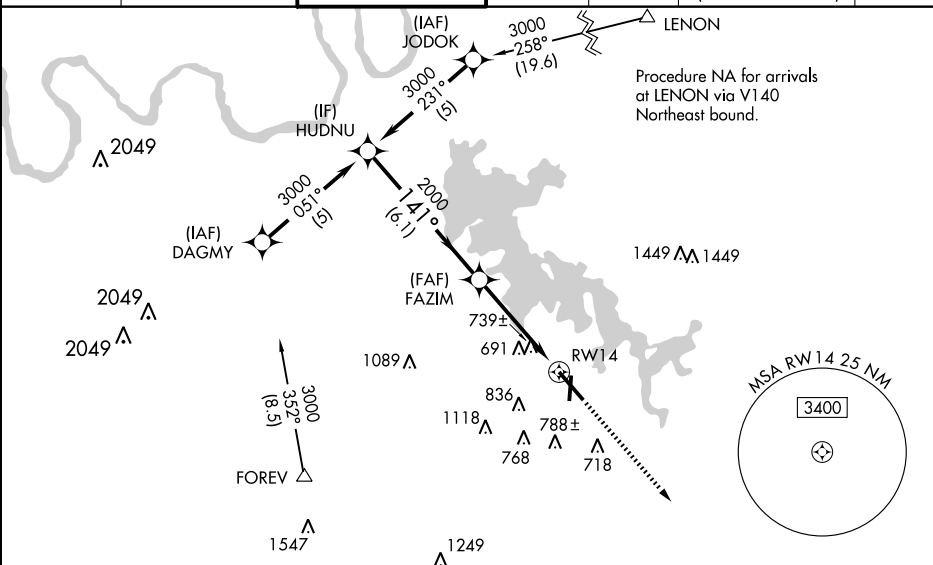 (IAF)
JODOK
3000
258°
(19.6)
LENON
Procedure NA for arrivals
at LENON via V140
Northeast bound.
3000
231°
(5)
(IF)
HUDNU
2049
3000
051°
(5)
2000
141°
(6.1)
(IAF)
DAGMY
1449
1449
(FAF)
FAZIM
2049
2049
739±
691
RW14
1089
MSA RW14 25 NM
3400
3000
352°
(8.5)
836
1118
788±
768
718
FOREV
1547
1249